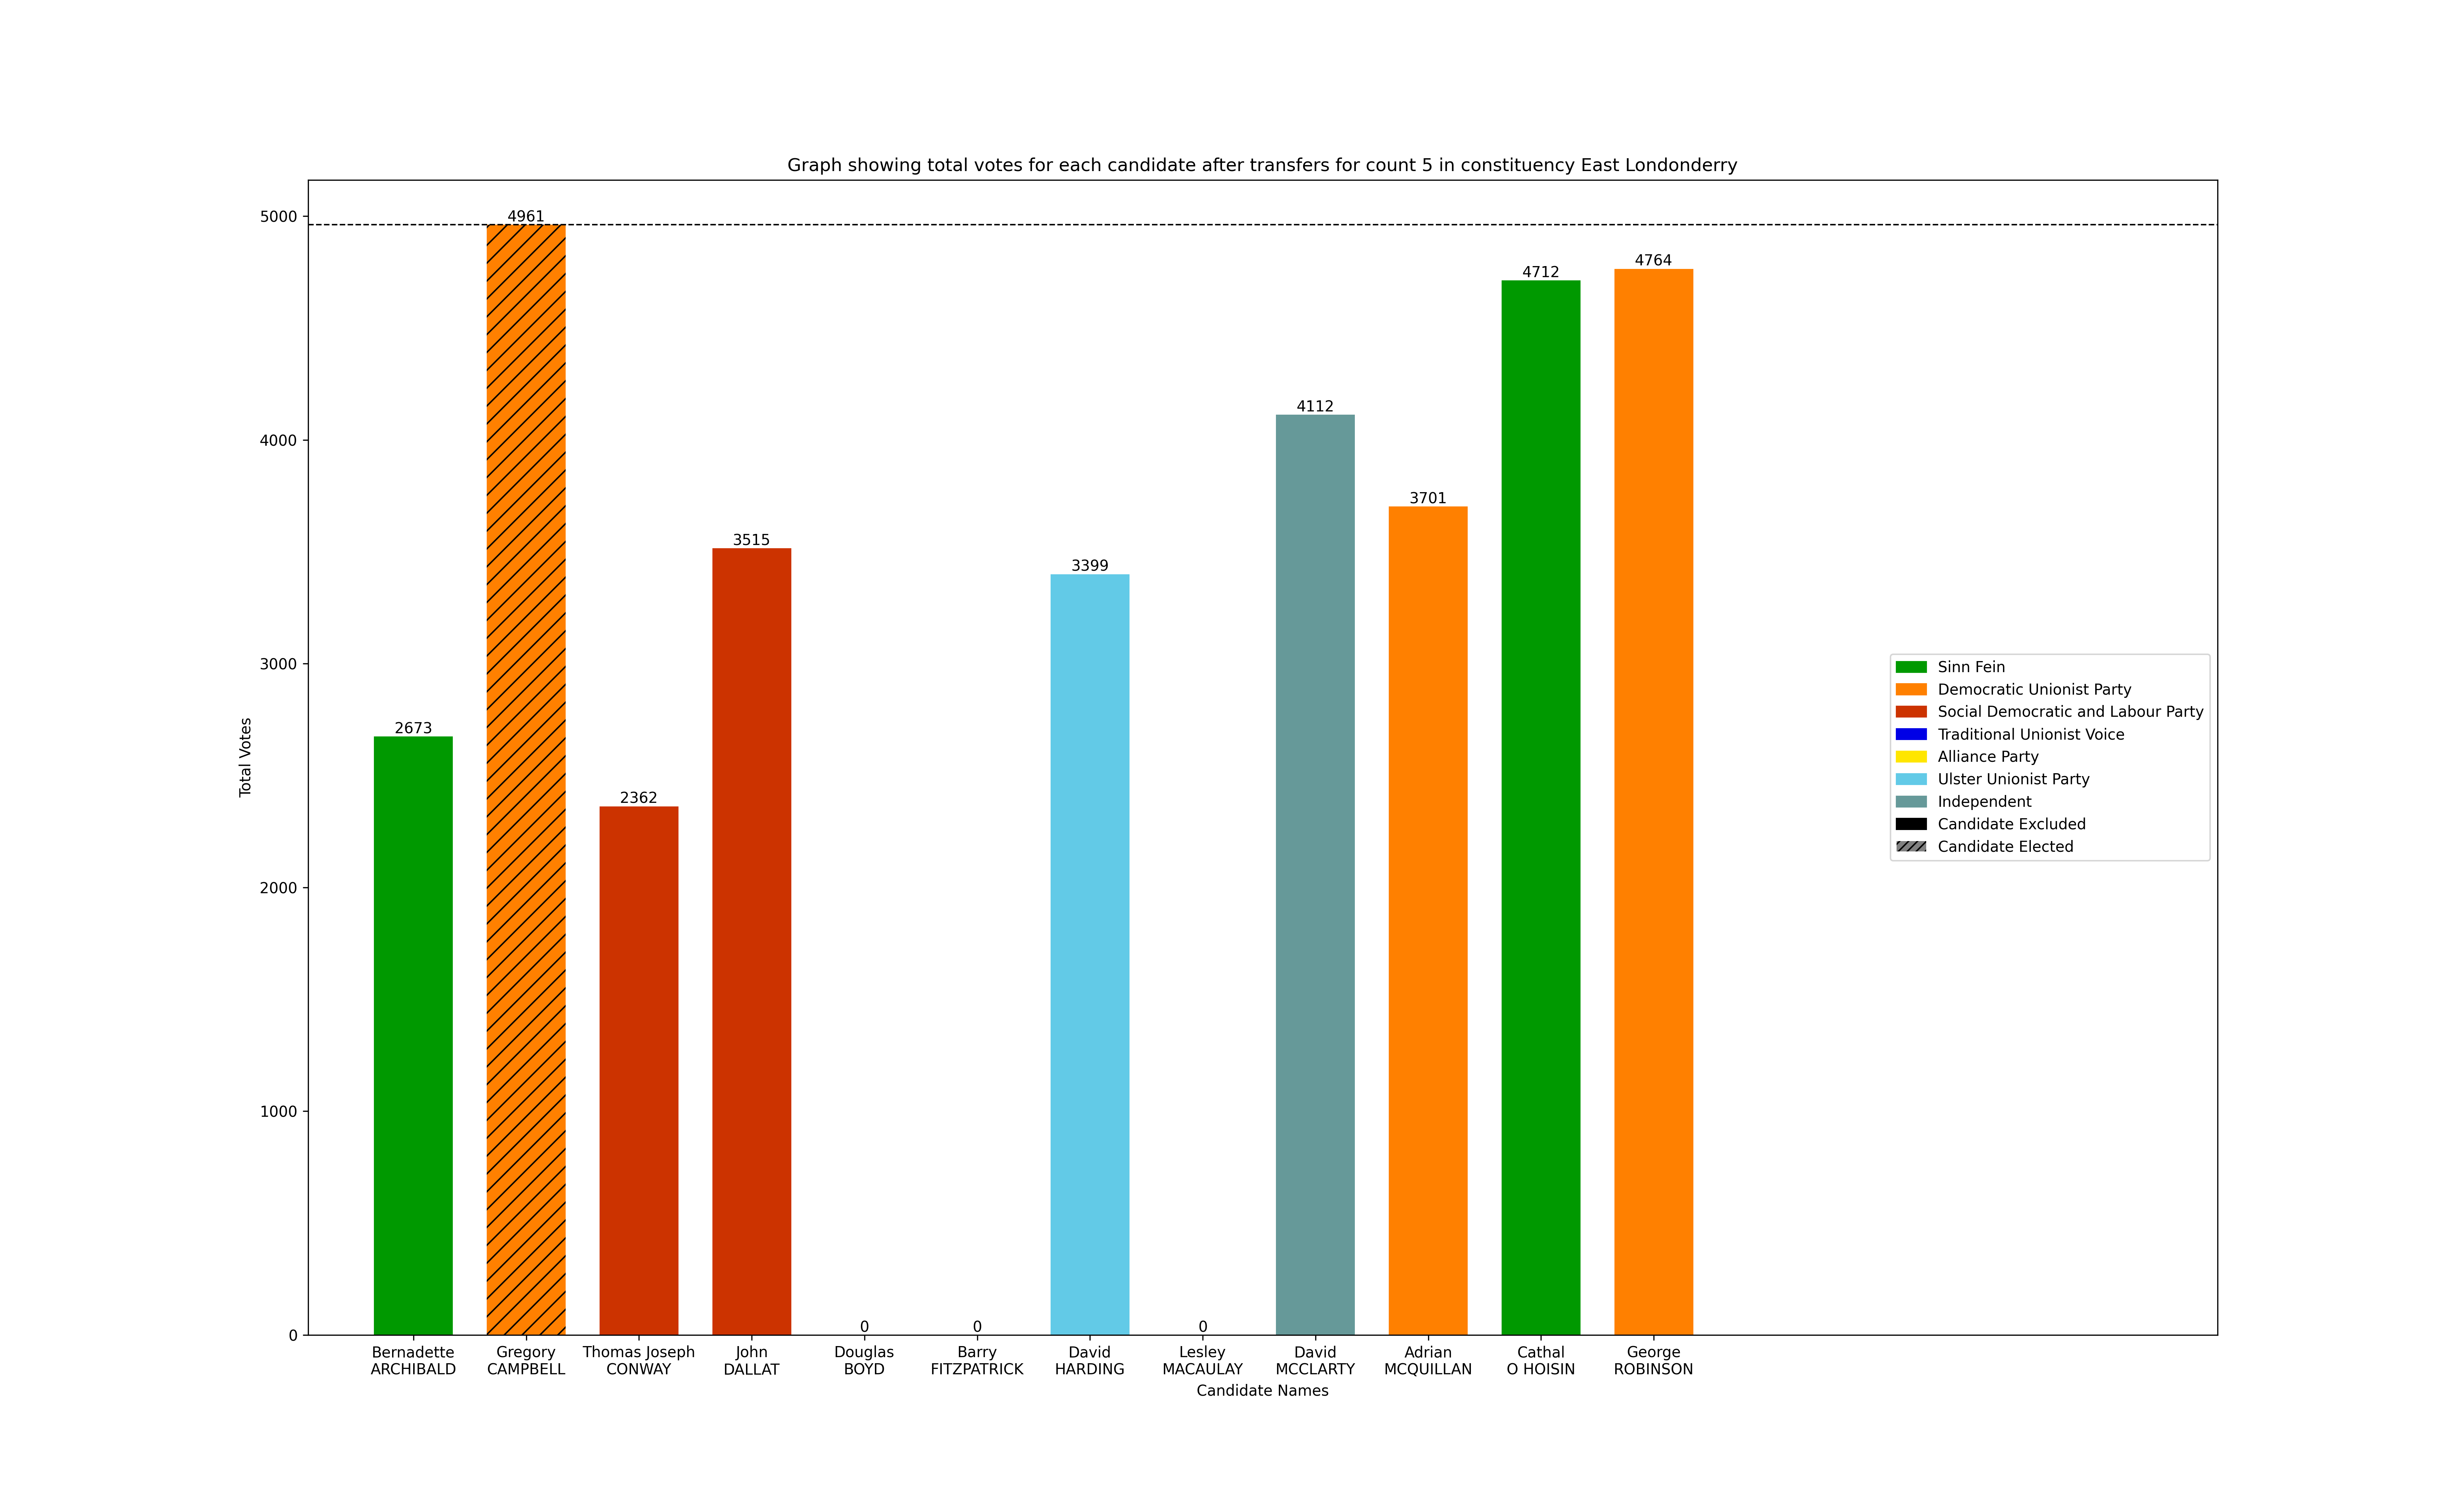 Graph showing total votes for each candidate after transfers for count 5 in constituency East Londonderry
Total Votes
5000
4000
3000
2000
1000
0
2673
4961
2362
3515
0
0
3399
0
4112
3701
4712
4764
Bernadette
ARCHIBALD
Gregory
CAMPBELL
Thomas Joseph
CONWAY
John
DALLAT
Douglas
BOYD
Barry
FITZPATRICK
David
HARDING
Lesley
MACAULAY
David
MCCLARTY
Adrian
MCQUILLAN
Cathal
O HOISIN
George
ROBINSON
Candidate Names
Sinn Fein
Democratic Unionist Party
Social Democratic and Labour Party
Traditional Unionist Voice
Alliance Party
Ulster Unionist Party
Independent
Candidate Excluded
Candidate Elected